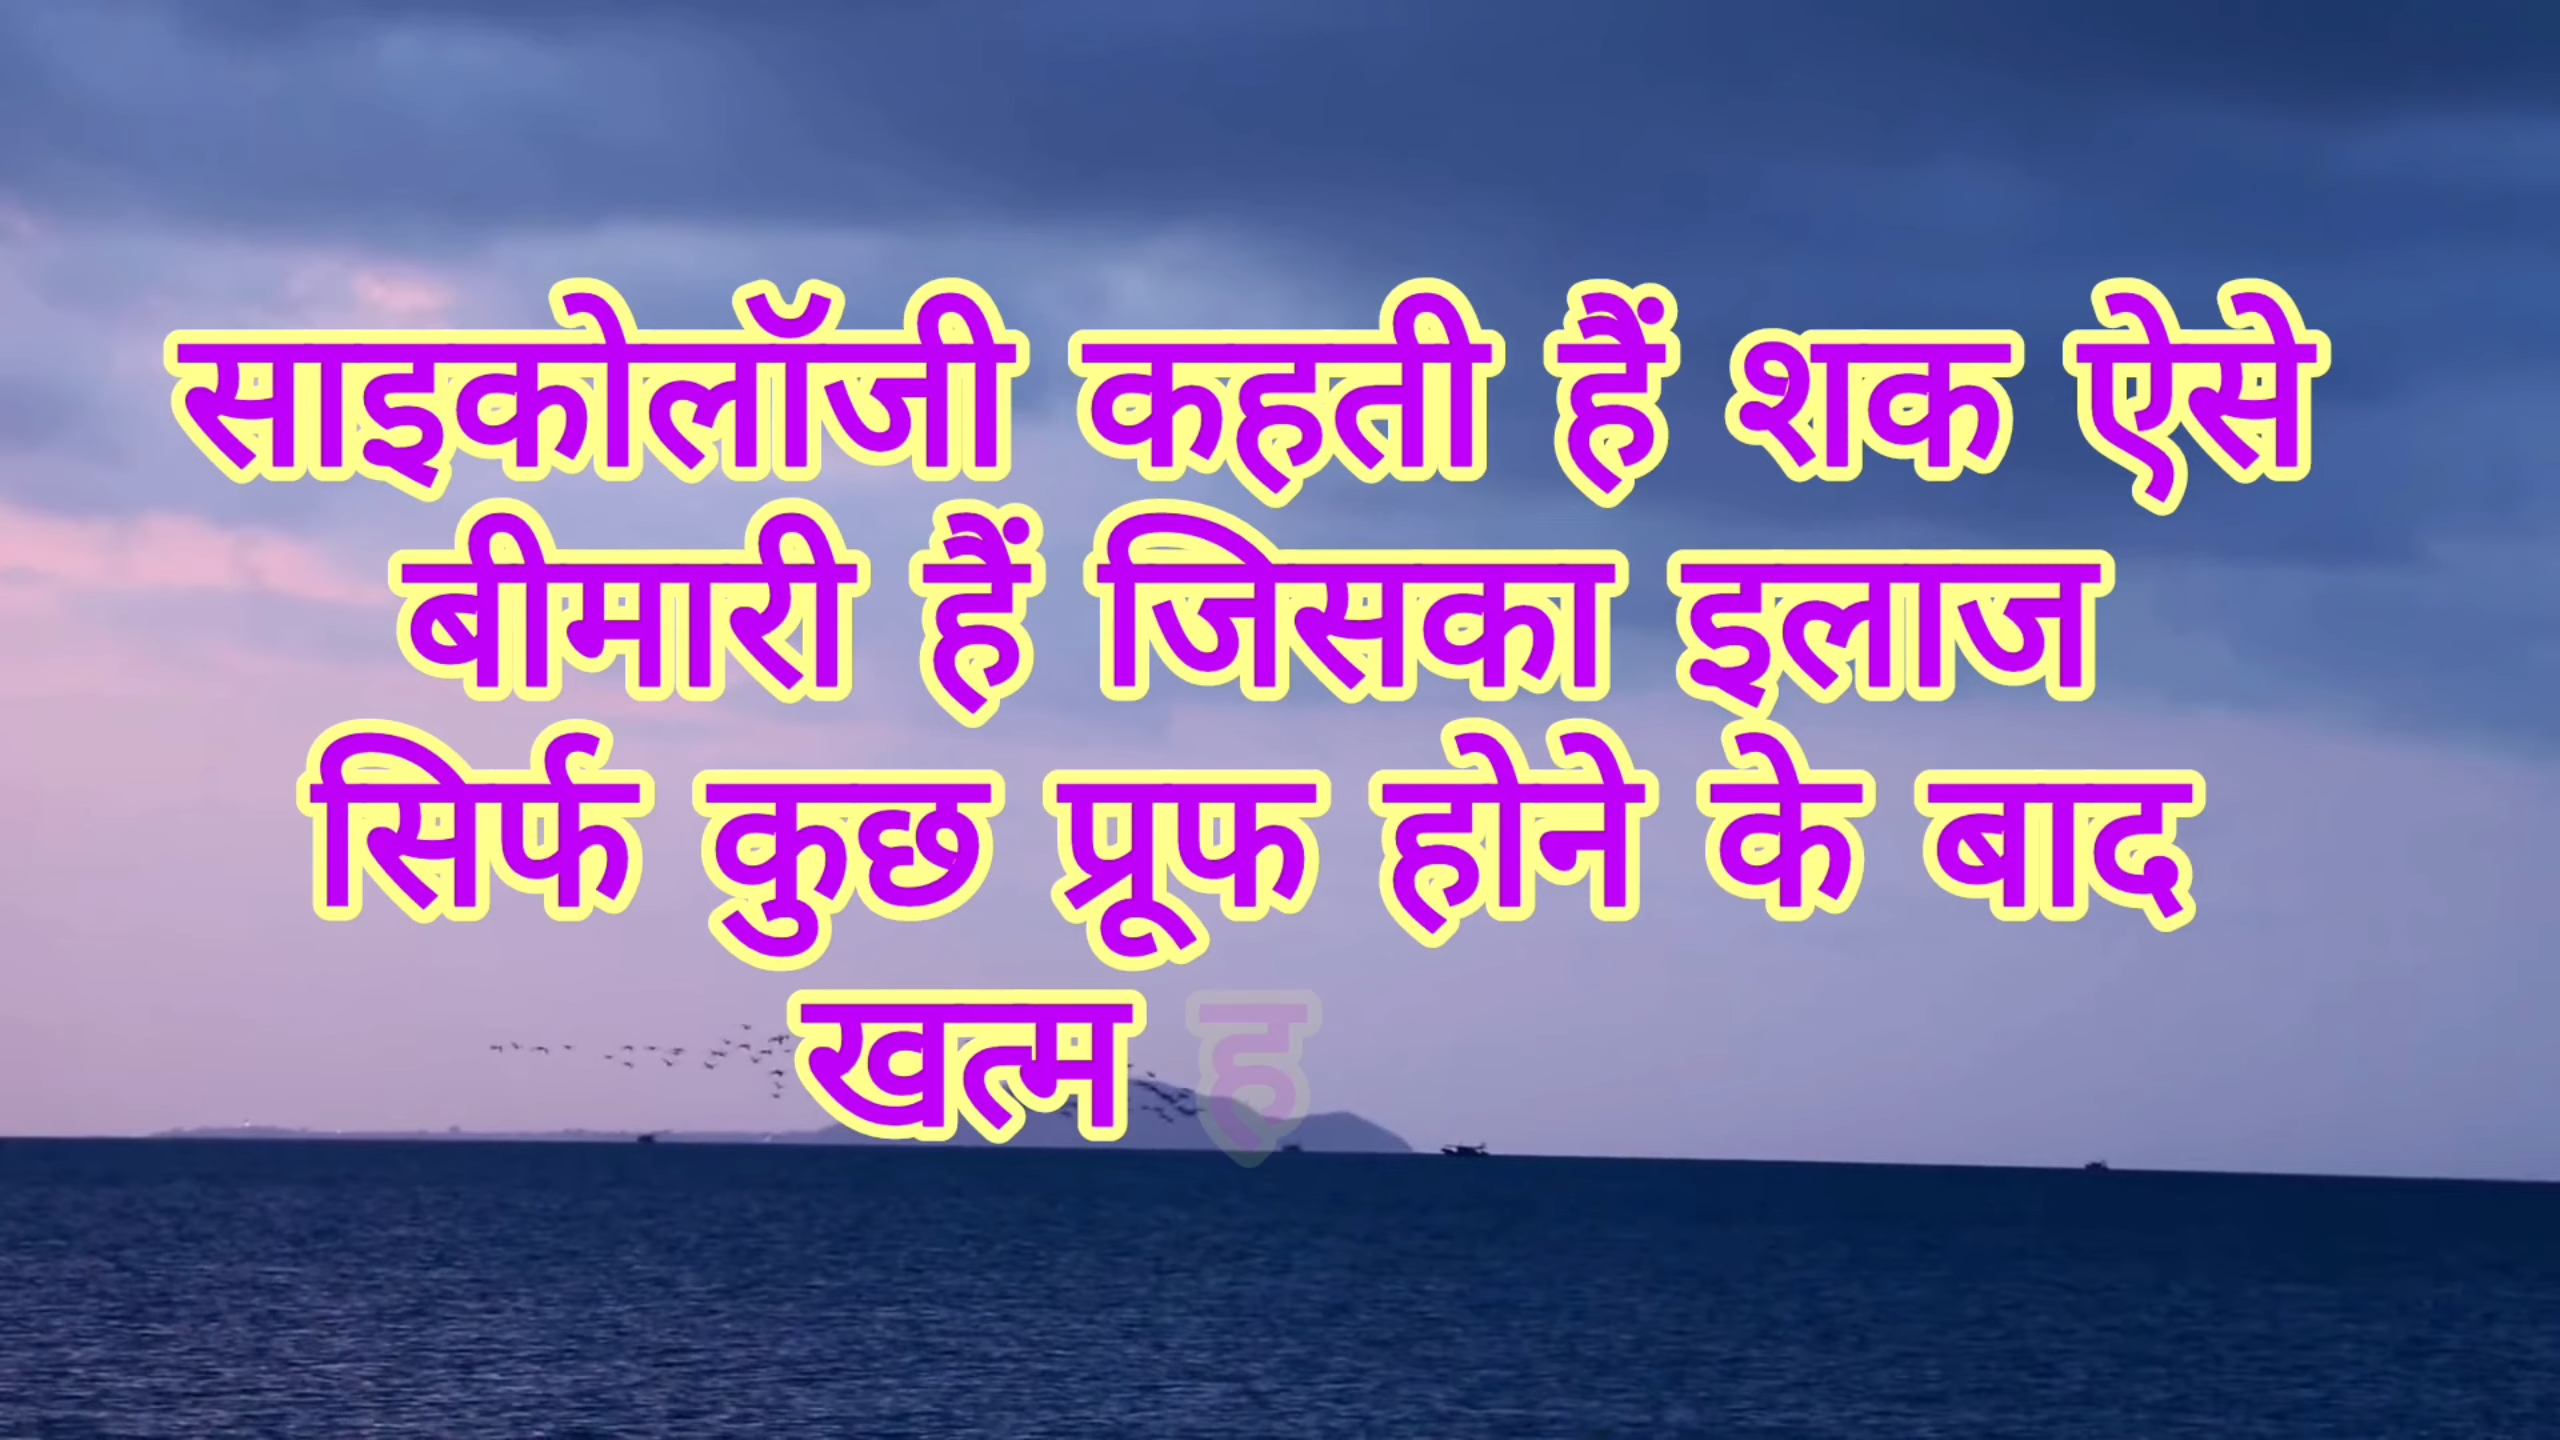 साइकोलॉजी कहती हैं शक ऐसे
बीमारी हैं जिसका इलाज
सिर्फ कुछ प्रूफ होने के बाद
खत्म ह